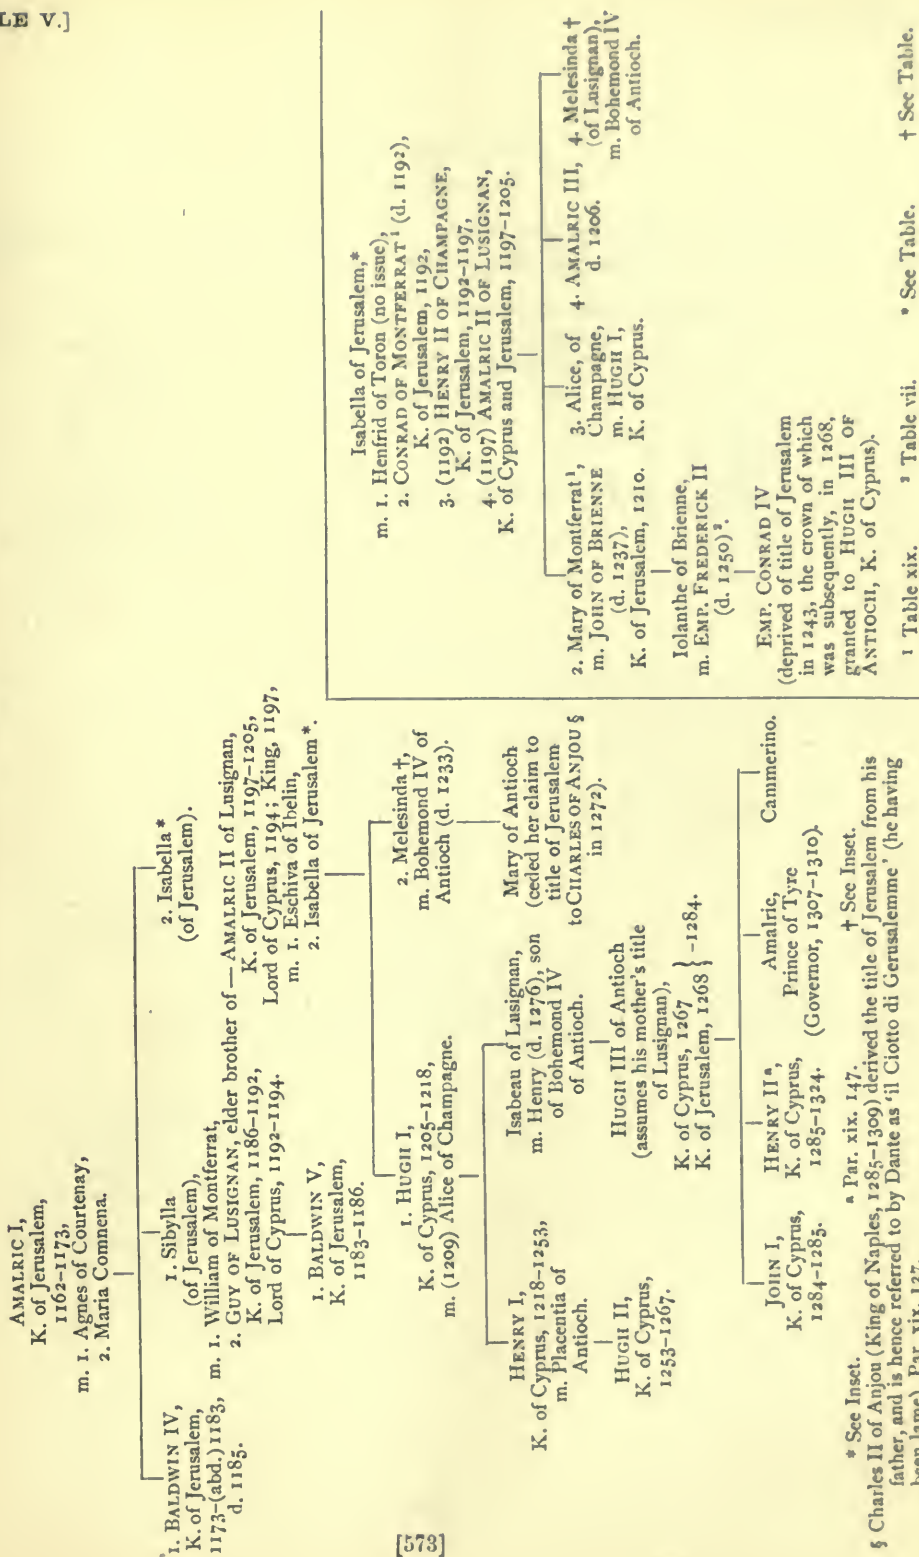 LE V.]
AMALRIC I,
K. of Jerusalem,
1162–1173,
m. 1. Agnes of Courtenay,
2. Maria Comnena.
1. BALDWIN IV,
K. of Jerusalem,
1173–(abd.) 1183,
d. 1185.
1. Sibylla
(of Jerusalem),
m. 1. William of Montferrat,
2. GUY OF LUSIGNAN, elder brother of — AMALRIC II of Lusignan,
K. of Jerusalem, 1186–1192,
Lord of Cyprus, 1192–1194.
2. Isabella *
(of Jerusalem).
K. of Jerusalem, 1197–1205,
Lord of Cyprus, 1194; King, 1197,
m. 1. Eschiva of Ibelin,
2. Isabella of Jerusalem *.
1. BALDWIN V,
K. of Jerusalem,
1183–1186.
1. HUGH I,
K. of Cyprus, 1205–1218,
m. (1209) Alice of Champagne.
2. Melesinda †,
m. Bohemond IV of
Antioch (d. 1233).
HENRY I,
K. of Cyprus, 1218–1253,
m. Placentia of
Antioch.
Isabeau of Lusignan,
m. Henry (d. 1276), son
of Bohemond IV
of Antioch.
Mary of Antioch
(ceded her claim to
title of Jerusalem
to CHARLES OF ANJOU §
in 1272).
HUGH II,
K. of Cyprus,
1253–1267.
HUGH III of Antioch
(assumes his mother's title
of Lusignan),
K. of Cyprus, 1267
K. of Jerusalem, 1268 } –1284.
JOHN I,
K. of Cyprus,
1284–1285.
HENRY II ª,
K. of Cyprus,
1285–1324.
Amalric,
Prince of Tyre
(Governor, 1307–1310).
Camerino.
* See Inset.
ª Par. xix. 147.
† See Inset.
§ Charles II of Anjou (King of Naples, 1285–1309) derived the title of Jerusalem from his
father, and is hence referred to by Dante as 'il Ciotto di Gerusalemme' (he having
been lame), Par. xix. 127.
Isabella of Jerusalem,*
m. 1. Henfrid of Toron (no issue),
2. CONRAD OF MONTFERRAT ¹ (d. 1192),
K. of Jerusalem, 1192,
3. (1192) HENRY II OF CHAMPAGNE,
K. of Jerusalem, 1192–1197,
4. (1197) AMALRIC II OF LUSIGNAN,
K. of Cyprus and Jerusalem, 1197–1205.
2. Mary of Montferrat ¹,
m. JOHN OF BRIENNE
(d. 1237),
K. of Jerusalem, 1210.
3. Alice, of
Champagne,
m. HUGH I,
K. of Cyprus.
4. AMALRIC III,
d. 1206.
4. Melesinda †
(of Lusignan),
m. Bohemond IV
of Antioch.
Iolanthe of Brienne,
m. EMP. FREDERICK II
(d. 1250) ².
EMP. CONRAD IV
(deprived of title of Jerusalem
in 1243, the crown of which
was subsequently, in 1268,
granted to HUGH III OF
ANTIOCH, K. of Cyprus).
¹ Table xix.
² Table vii.
* See Table.
† See Table.
[573]